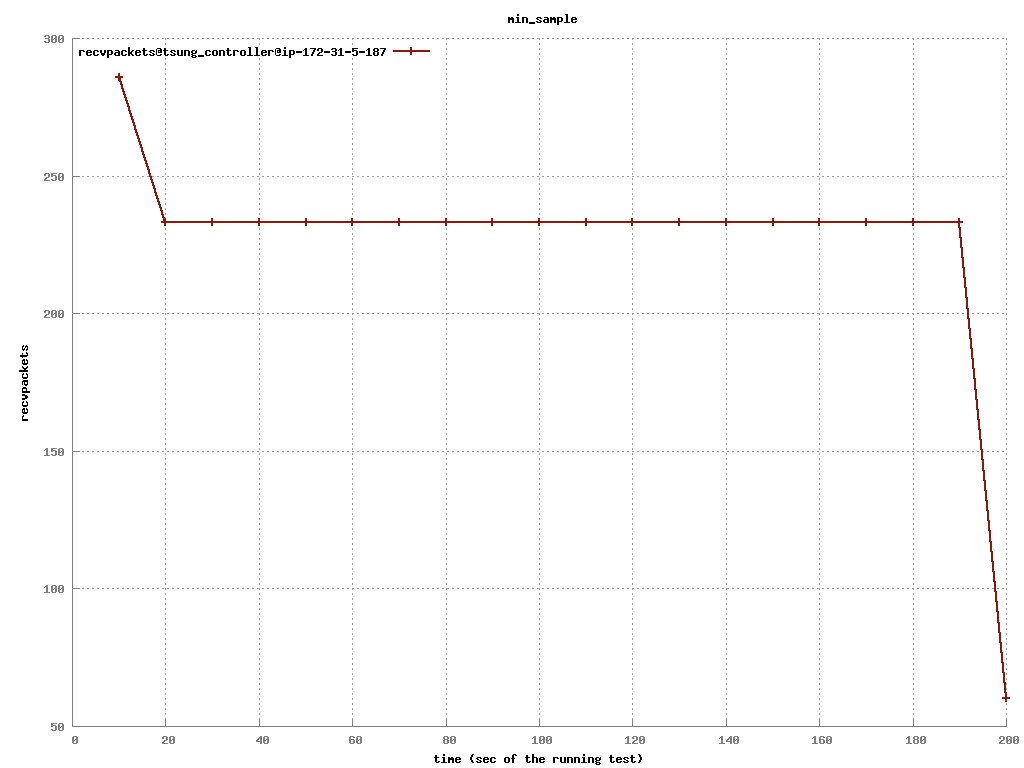 min_sample
300
recvpackets@tsung_controller@ip-172-31-5-187
250
200
recvpackets
150
100
50
0 20 40 60 80 100 120 140 160 180 200
time (sec of the running test)